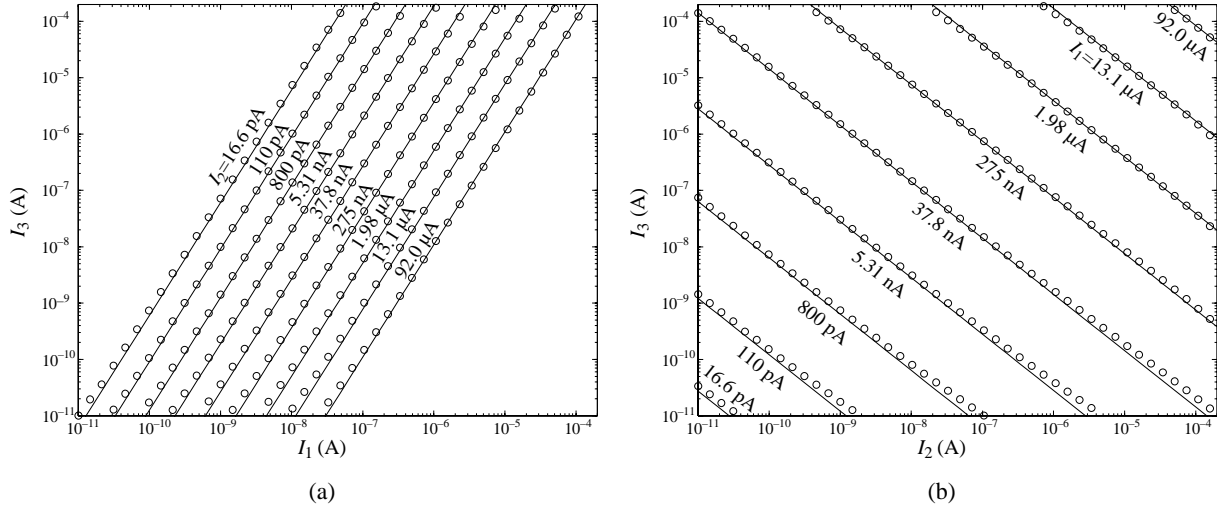 10⁻⁴
10⁻⁵
10⁻⁶
10⁻⁷
10⁻⁸
10⁻⁹
10⁻¹⁰
10⁻¹¹
I₃ (A)
I₂=16.6 pA
110 pA
800 pA
5.31 nA
37.8 nA
275 nA
1.98 µA
13.1 µA
92.0 µA
10⁻¹¹ 10⁻¹⁰ 10⁻⁹ 10⁻⁸ 10⁻⁷ 10⁻⁶ 10⁻⁵ 10⁻⁴
I₁ (A)
(a)
10⁻⁴
10⁻⁵
10⁻⁶
10⁻⁷
10⁻⁸
10⁻⁹
10⁻¹⁰
10⁻¹¹
I₃ (A)
92.0 µA
I₁=13.1 µA
1.98 µA
275 nA
37.8 nA
5.31 nA
800 pA
110 pA
16.6 pA
10⁻¹¹ 10⁻¹⁰ 10⁻⁹ 10⁻⁸ 10⁻⁷ 10⁻⁶ 10⁻⁵ 10⁻⁴
I₂ (A)
(b)